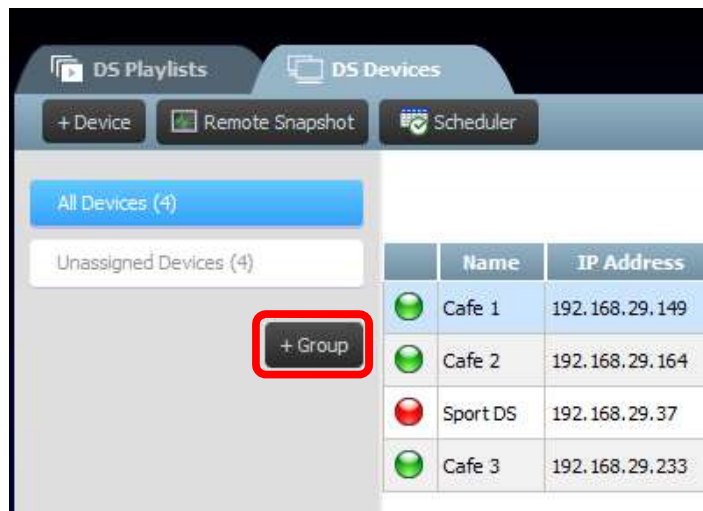 DS Playlists DS Devices
+ Device Remote Snapshot Scheduler
All Devices (4)
Unassigned Devices (4)
+ Group
Name IP Address
Cafe 1 192.168.29.149
Cafe 2 192.168.29.164
Sport DS 192.168.29.37
Cafe 3 192.168.29.233